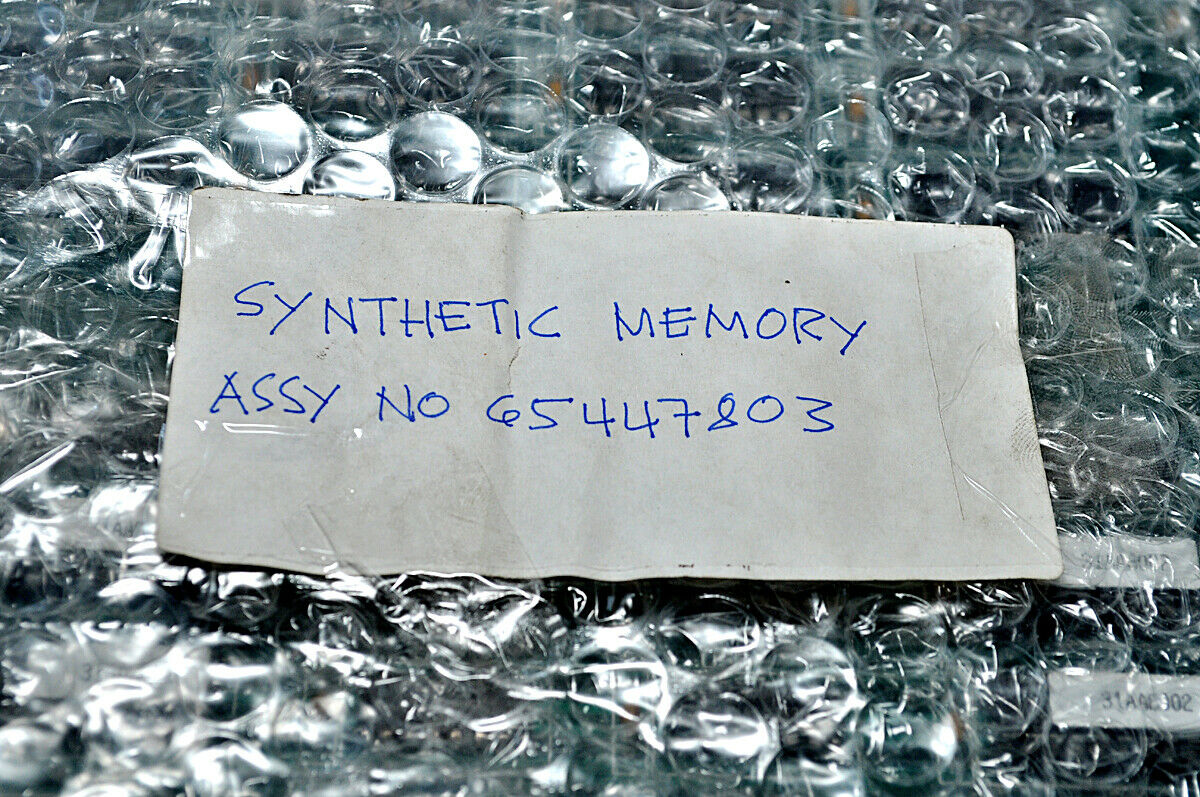 SYNTHETIC MEMORY
ASSY NO 65447803